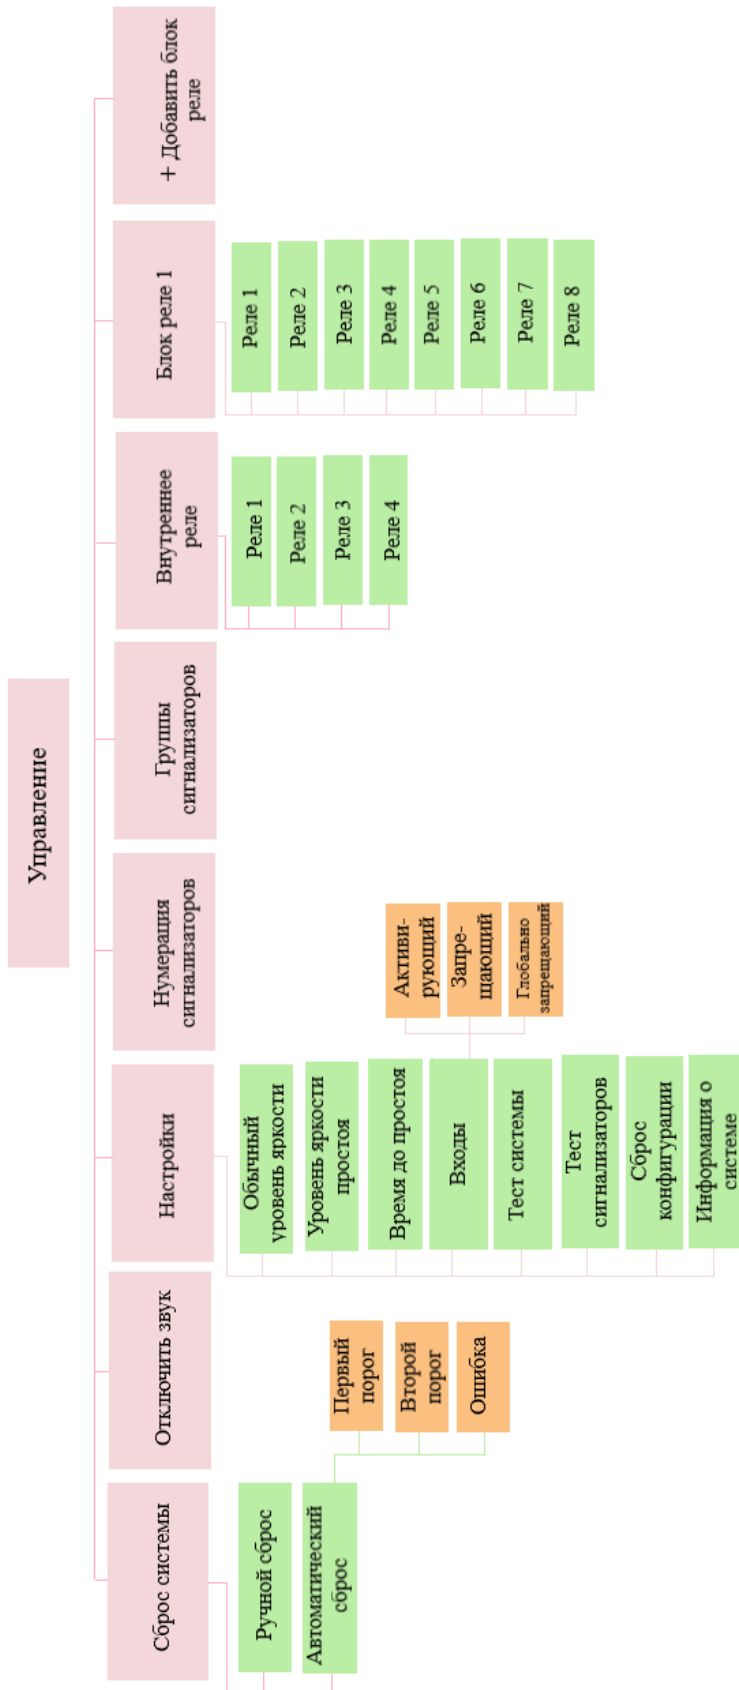 Управление
Сброс системы
Ручной сброс
Автоматический
сброс
Первый
порог
Второй
порог
Ошибка
Отключить звук
Настройки
Обычный
уровень яркости
Уровень яркости
простоя
Время до простоя
Входы
Активи-
рующий
Запре-
щающий
Глобально
запрещающий
Тест системы
Тест
сигнализаторов
Сброс
конфигурации
Информация о
системе
Нумерация
сигнализаторов
Группы
сигнализаторов
Внутреннее
реле
Реле 1
Реле 2
Реле 3
Реле 4
Блок реле 1
Реле 1
Реле 2
Реле 3
Реле 4
Реле 5
Реле 6
Реле 7
Реле 8
+ Добавить блок
реле